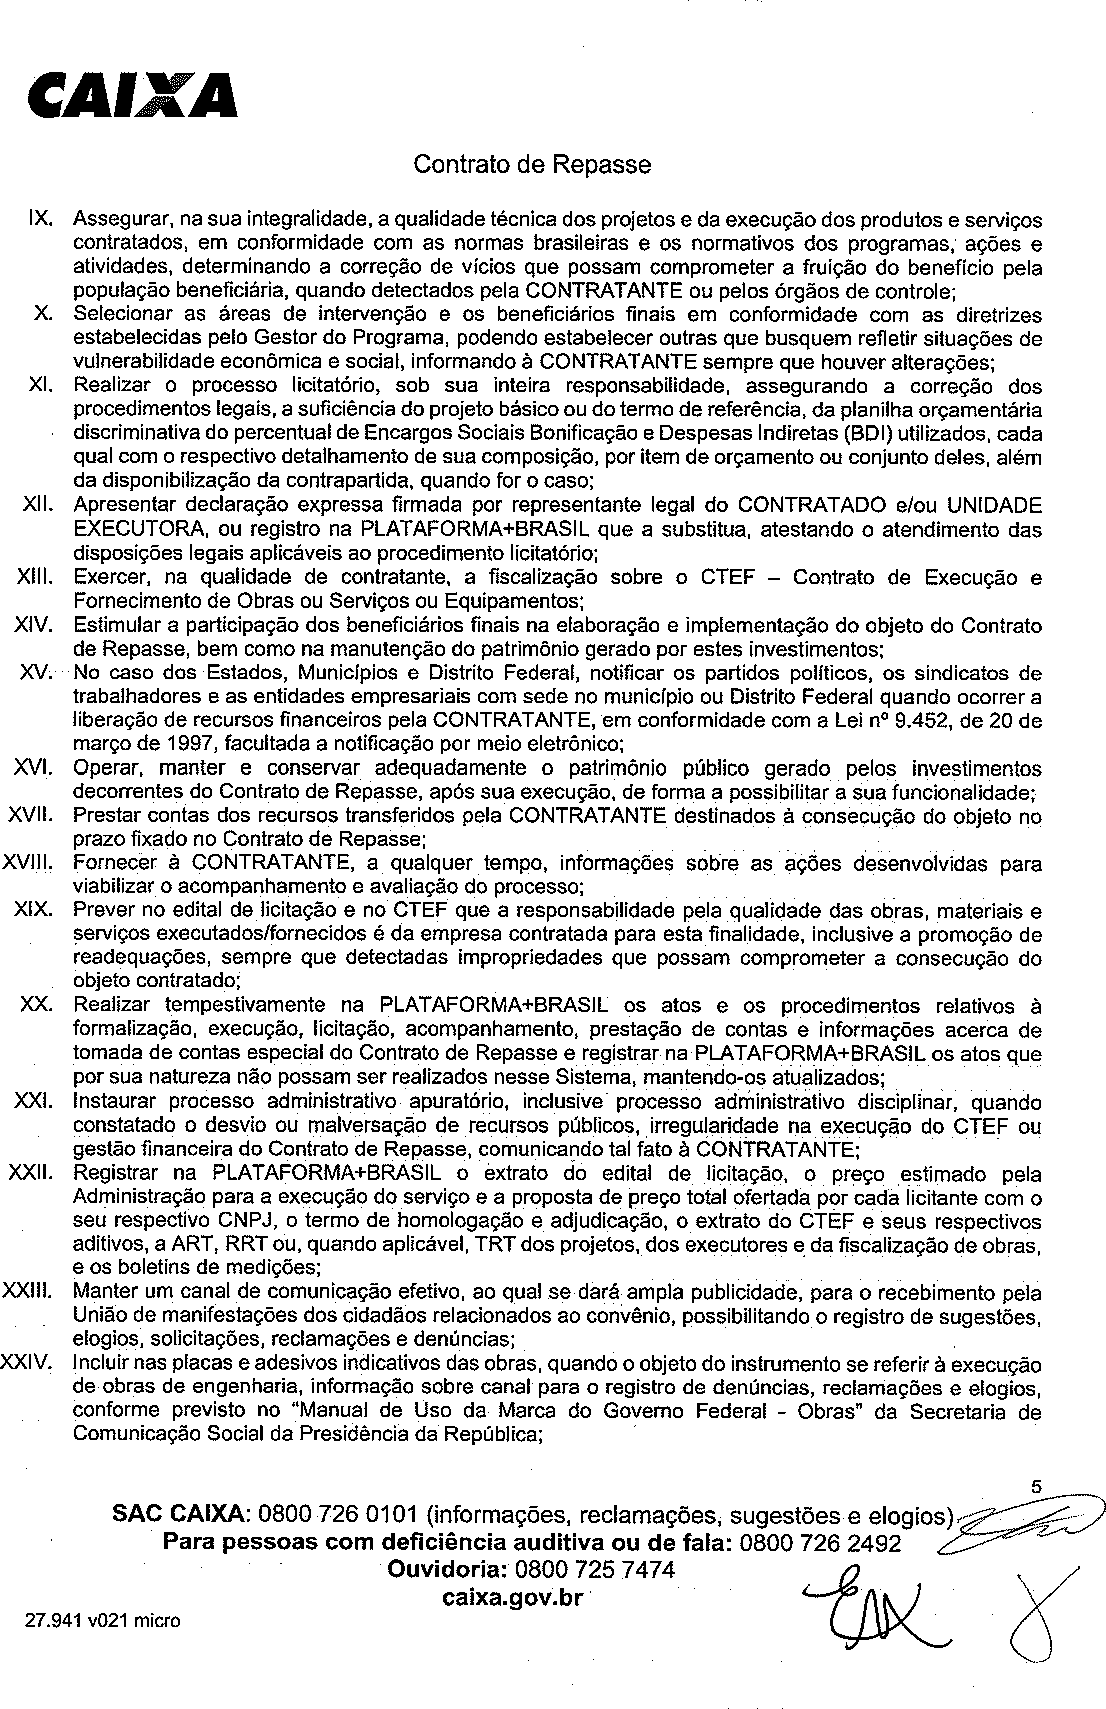 CAIXA
Contrato de Repasse
IX. Assegurar, na sua integralidade, a qualidade técnica dos projetos e da execução dos produtos e serviços
contratados, em conformidade com as normas brasileiras e os normativos dos programas, ações e
atividades, determinando a correção de vícios que possam comprometer a fruição do benefício pela
população beneficiária, quando detectados pela CONTRATANTE ou pelos órgãos de controle;
X. Selecionar as áreas de intervenção e os beneficiários finais em conformidade com as diretrizes
estabelecidas pelo Gestor do Programa, podendo estabelecer outras que busquem refletir situações de
vulnerabilidade econômica e social, informando à CONTRATANTE sempre que houver alterações;
XI. Realizar o processo licitatório, sob sua inteira responsabilidade, assegurando a correção dos
procedimentos legais, a suficiência do projeto básico ou do termo de referência, da planilha orçamentária
discriminativa do percentual de Encargos Sociais Bonificação e Despesas Indiretas (BDI) utilizados, cada
qual com o respectivo detalhamento de sua composição, por item de orçamento ou conjunto deles, além
da disponibilização da contrapartida, quando for o caso;
XII. Apresentar declaração expressa firmada por representante legal do CONTRATADO e/ou UNIDADE
EXECUTORA, ou registro na PLATAFORMA+BRASIL que a substitua, atestando o atendimento das
disposições legais aplicáveis ao procedimento licitatório;
XIII. Exercer, na qualidade de contratante, a fiscalização sobre o CTEF – Contrato de Execução e
Fornecimento de Obras ou Serviços ou Equipamentos;
XIV. Estimular a participação dos beneficiários finais na elaboração e implementação do objeto do Contrato
de Repasse, bem como na manutenção do patrimônio gerado por estes investimentos;
XV. No caso dos Estados, Municípios e Distrito Federal, notificar os partidos políticos, os sindicatos de
trabalhadores e as entidades empresariais com sede no município ou Distrito Federal quando ocorrer a
liberação de recursos financeiros pela CONTRATANTE, em conformidade com a Lei nº 9.452, de 20 de
março de 1997, facultada a notificação por meio eletrônico;
XVI. Operar, manter e conservar adequadamente o patrimônio público gerado pelos investimentos
decorrentes do Contrato de Repasse, após sua execução, de forma a possibilitar a sua funcionalidade;
XVII. Prestar contas dos recursos transferidos pela CONTRATANTE destinados à consecução do objeto no
prazo fixado no Contrato de Repasse;
XVIII. Fornecer à CONTRATANTE, a qualquer tempo, informações sobre as ações desenvolvidas para
viabilizar o acompanhamento e avaliação do processo;
XIX. Prever no edital de licitação e no CTEF que a responsabilidade pela qualidade das obras, materiais e
serviços executados/fornecidos é da empresa contratada para esta finalidade, inclusive a promoção de
readequações, sempre que detectadas impropriedades que possam comprometer a consecução do
objeto contratado;
XX. Realizar tempestivamente na PLATAFORMA+BRASIL os atos e os procedimentos relativos à
formalização, execução, licitação, acompanhamento, prestação de contas e informações acerca de
tomada de contas especial do Contrato de Repasse e registrar na PLATAFORMA+BRASIL os atos que
por sua natureza não possam ser realizados nesse Sistema, mantendo-os atualizados;
XXI. Instaurar processo administrativo apuratório, inclusive processo administrativo disciplinar, quando
constatado o desvio ou malversação de recursos públicos, irregularidade na execução do CTEF ou
gestão financeira do Contrato de Repasse, comunicando tal fato à CONTRATANTE;
XXII. Registrar na PLATAFORMA+BRASIL o extrato do edital de licitação, o preço estimado pela
Administração para a execução do serviço e a proposta de preço total ofertada por cada licitante com o
seu respectivo CNPJ, o termo de homologação e adjudicação, o extrato do CTEF e seus respectivos
aditivos, a ART, RRT ou, quando aplicável, TRT dos projetos, dos executores e da fiscalização de obras,
e os boletins de medições;
XXIII. Manter um canal de comunicação efetivo, ao qual se dará ampla publicidade, para o recebimento pela
União de manifestações dos cidadãos relacionados ao convênio, possibilitando o registro de sugestões,
elogios, solicitações, reclamações e denúncias;
XXIV. Incluir nas placas e adesivos indicativos das obras, quando o objeto do instrumento se referir à execução
de obras de engenharia, informação sobre canal para o registro de denúncias, reclamações e elogios,
conforme previsto no “Manual de Uso da Marca do Governo Federal - Obras” da Secretaria de
Comunicação Social da Presidência da República;
5
SAC CAIXA: 0800 726 0101 (informações, reclamações, sugestões e elogios)
Para pessoas com deficiência auditiva ou de fala: 0800 726 2492
Ouvidoria: 0800 725 7474
caixa.gov.br
27.941 v021 micro